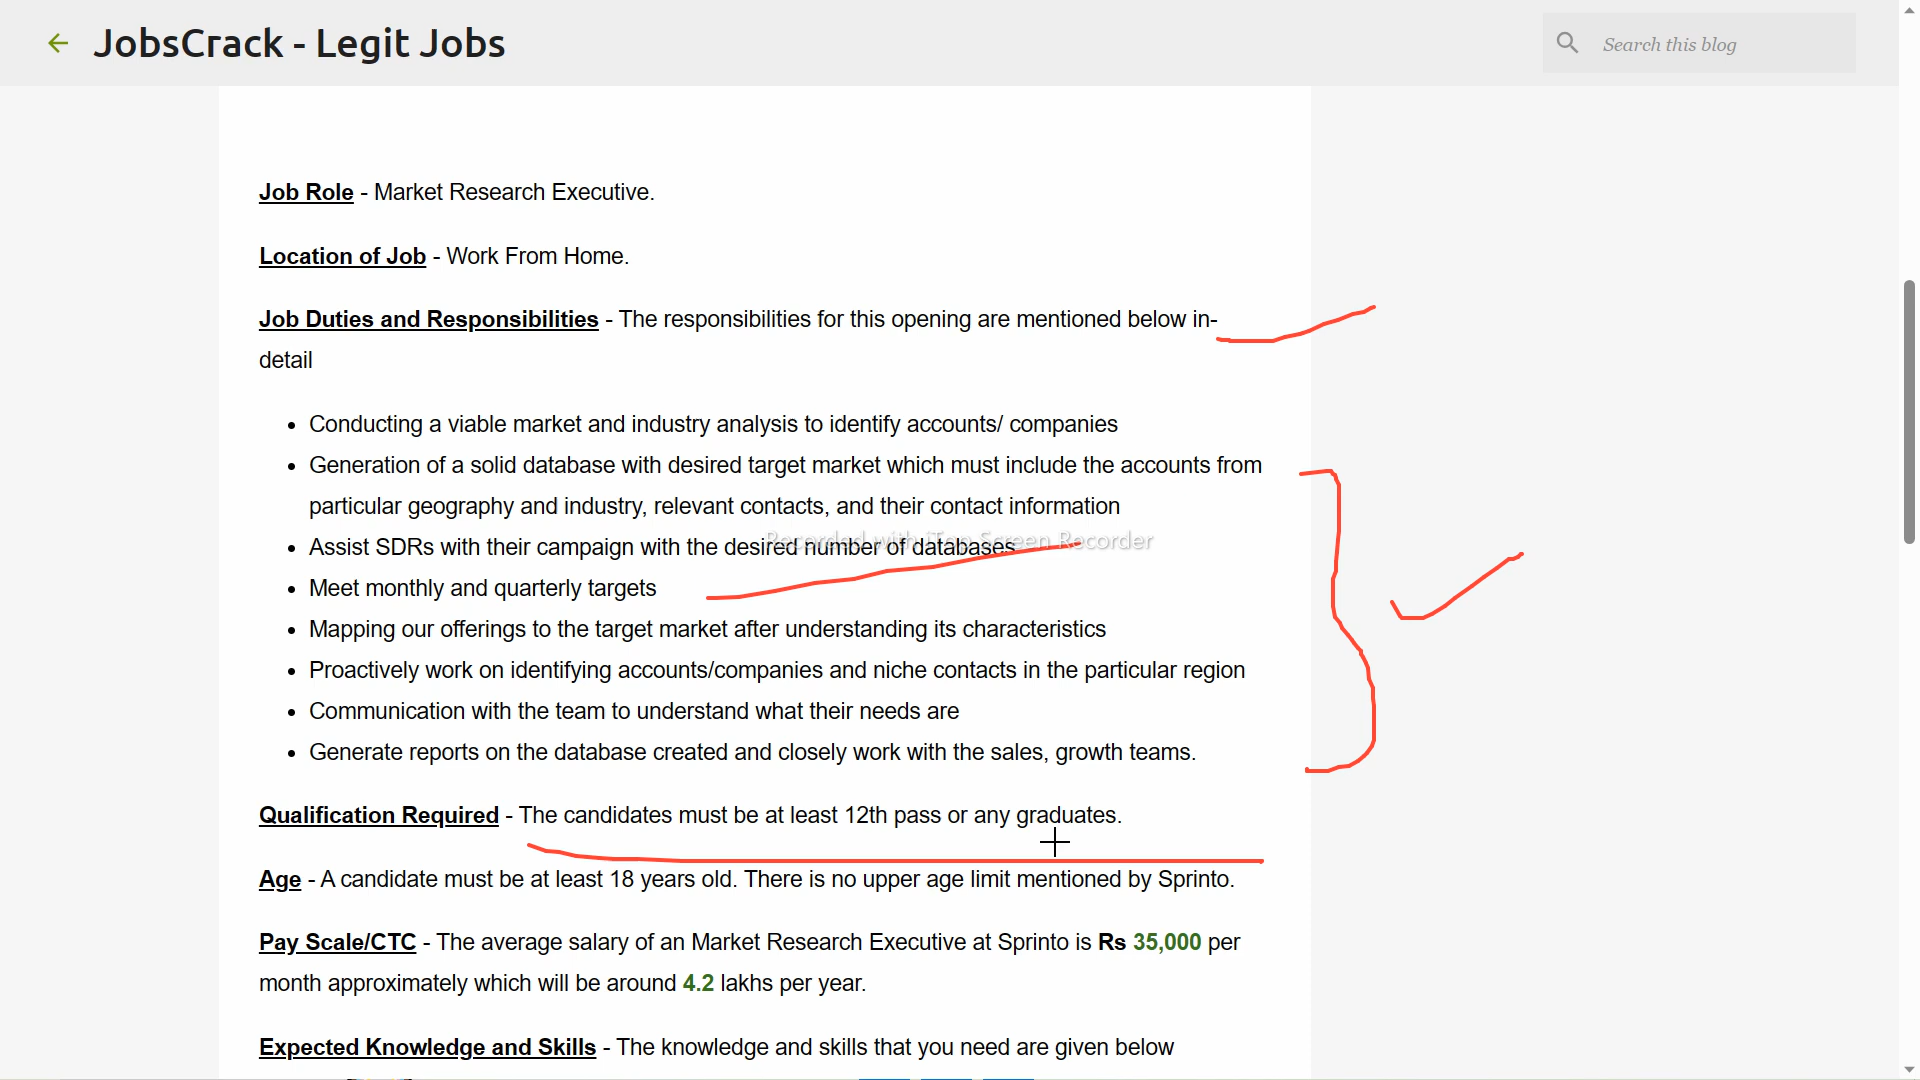 JobsCrack - Legit Jobs
Search this blog
Job Role - Market Research Executive.
Location of Job - Work From Home.
Job Duties and Responsibilities - The responsibilities for this opening are mentioned below in-
detail
Conducting a viable market and industry analysis to identify accounts/ companies
Generation of a solid database with desired target market which must include the accounts from
particular geography and industry, relevant contacts, and their contact information
Recorded with iTop Screen Recorder
Assist SDRs with their campaign with the desired number of databases
Meet monthly and quarterly targets
Mapping our offerings to the target market after understanding its characteristics
Proactively work on identifying accounts/companies and niche contacts in the particular region
Communication with the team to understand what their needs are
Generate reports on the database created and closely work with the sales, growth teams.
Qualification Required - The candidates must be at least 12th pass or any graduates.
Age - A candidate must be at least 18 years old. There is no upper age limit mentioned by Sprinto.
Pay Scale/CTC - The average salary of an Market Research Executive at Sprinto is Rs 35,000 per
month approximately which will be around 4.2 lakhs per year.
Expected Knowledge and Skills - The knowledge and skills that you need are given below